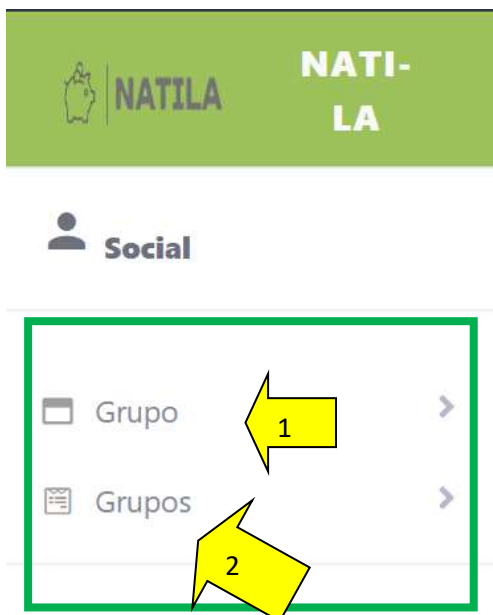 NATILA
NATI-
LA
Social
Grupo
1
Grupos
2